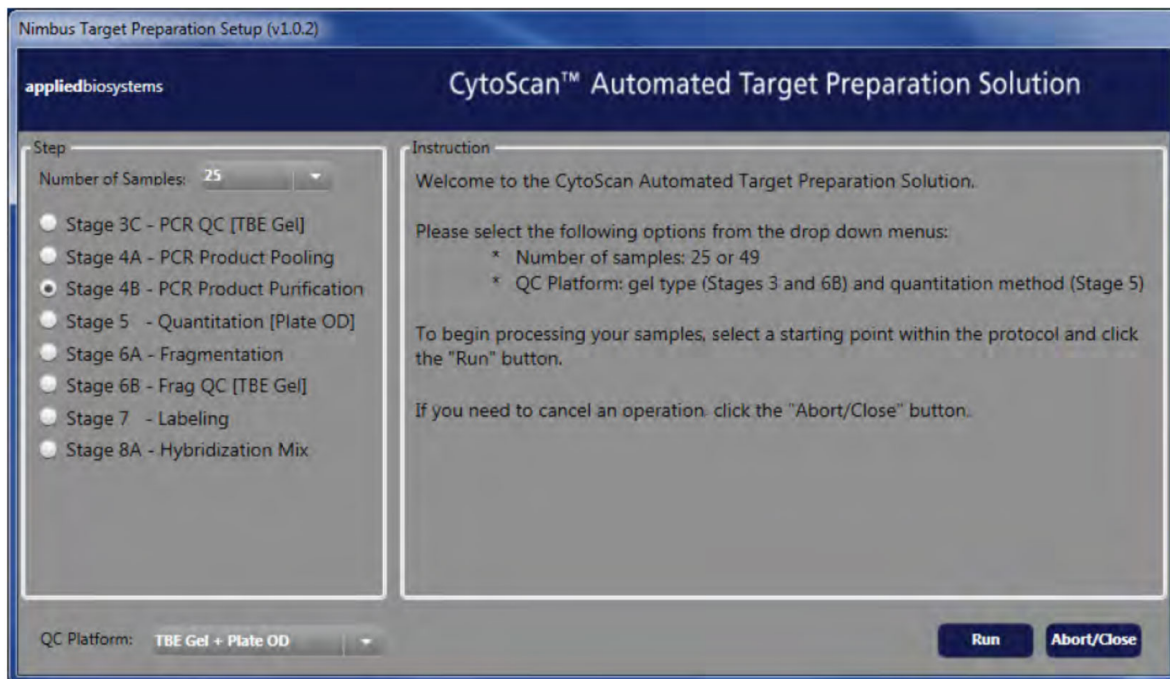 Nimbus Target Preparation Setup (v1.0.2)
appliedbiosystems
CytoScan™ Automated Target Preparation Solution
Step
Number of Samples: 25
Stage 3C - PCR QC [TBE Gel]
Stage 4A - PCR Product Pooling
Stage 4B - PCR Product Purification
Stage 5 - Quantitation [Plate OD]
Stage 6A - Fragmentation
Stage 6B - Frag QC [TBE Gel]
Stage 7 - Labeling
Stage 8A - Hybridization Mix
Instruction
Welcome to the CytoScan Automated Target Preparation Solution.
Please select the following options from the drop down menus:
* Number of samples: 25 or 49
* QC Platform: gel type (Stages 3 and 6B) and quantitation method (Stage 5)
To begin processing your samples, select a starting point within the protocol and click
the "Run" button.
If you need to cancel an operation click the "Abort/Close" button.
QC Platform: TBE Gel + Plate OD
Run
Abort/Close